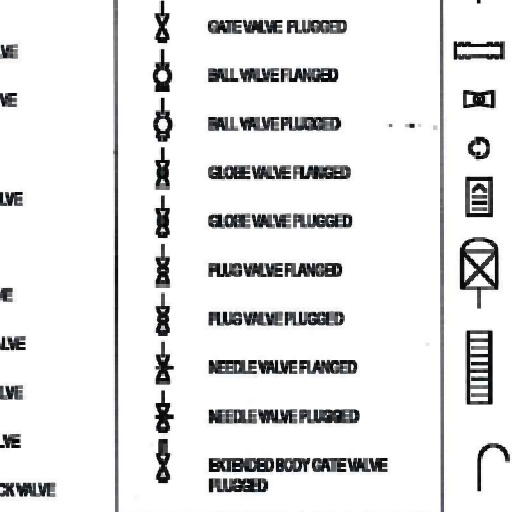 GATE VALVE PLUGGED
VE
BALL VALVE FLANGED
VE
BALL VALVE PLUGGED
GLOBE VALVE FLANGED
LVE
GLOBE VALVE PLUGGED
PLUG VALVE FLANGED
VE
PLUG VALVE PLUGGED
LVE
NEEDLE VALVE FLANGED
LVE
NEEDLE VALVE PLUGGED
VE
EXTENDED BODY GATE VALVE
PLUGGED
CK VALVE